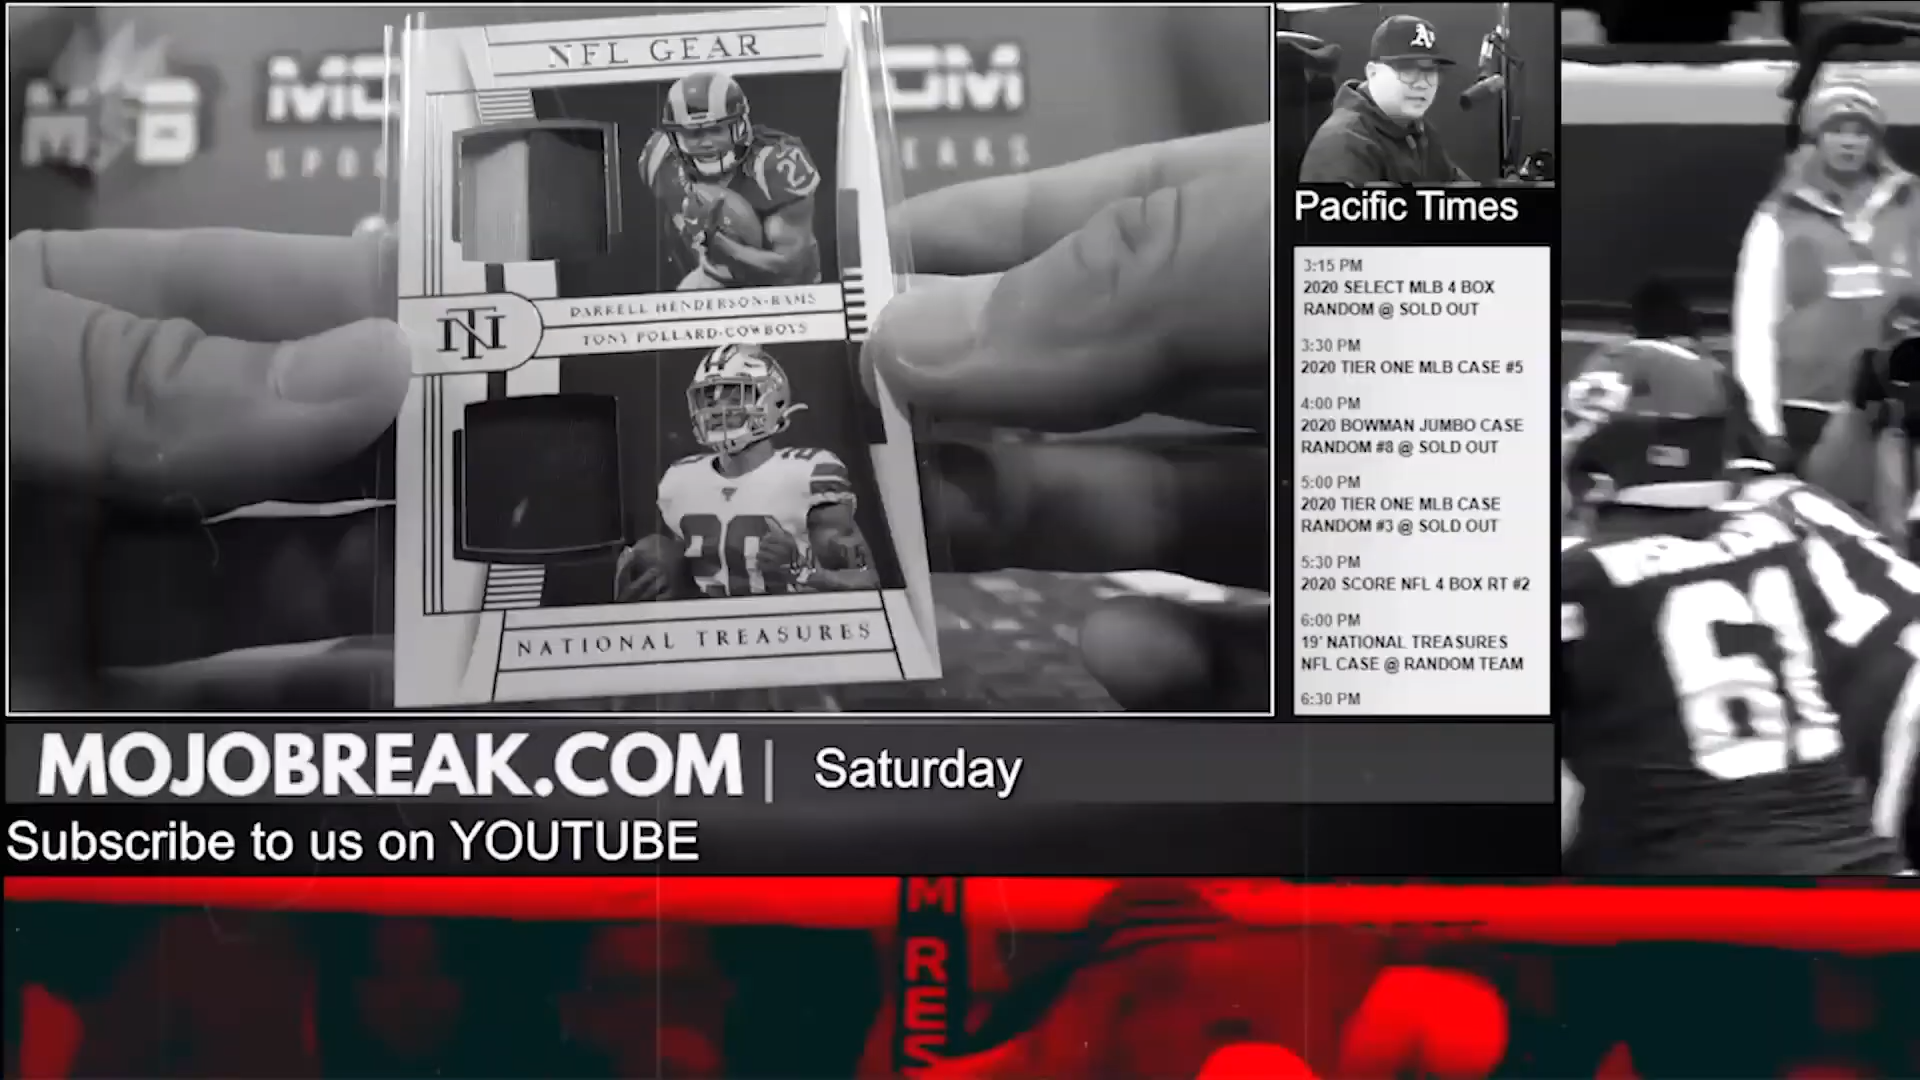 NFL GEAR
27
DARRELL HENDERSON-RAMS
NT
TONY POLLARD-COWBOYS
20
NATIONAL TREASURES
A's
Pacific Times
3:15 PM
2020 SELECT MLB 4 BOX
RANDOM @ SOLD OUT
3:30 PM
2020 TIER ONE MLB CASE #5
4:00 PM
2020 BOWMAN JUMBO CASE
RANDOM #8 @ SOLD OUT
5:00 PM
2020 TIER ONE MLB CASE
RANDOM #3 @ SOLD OUT
5:30 PM
2020 SCORE NFL 4 BOX RT #2
6:00 PM
19' NATIONAL TREASURES
NFL CASE @ RANDOM TEAM
6:30 PM
61
MOJOBREAK.COM | Saturday
Subscribe to us on YOUTUBE